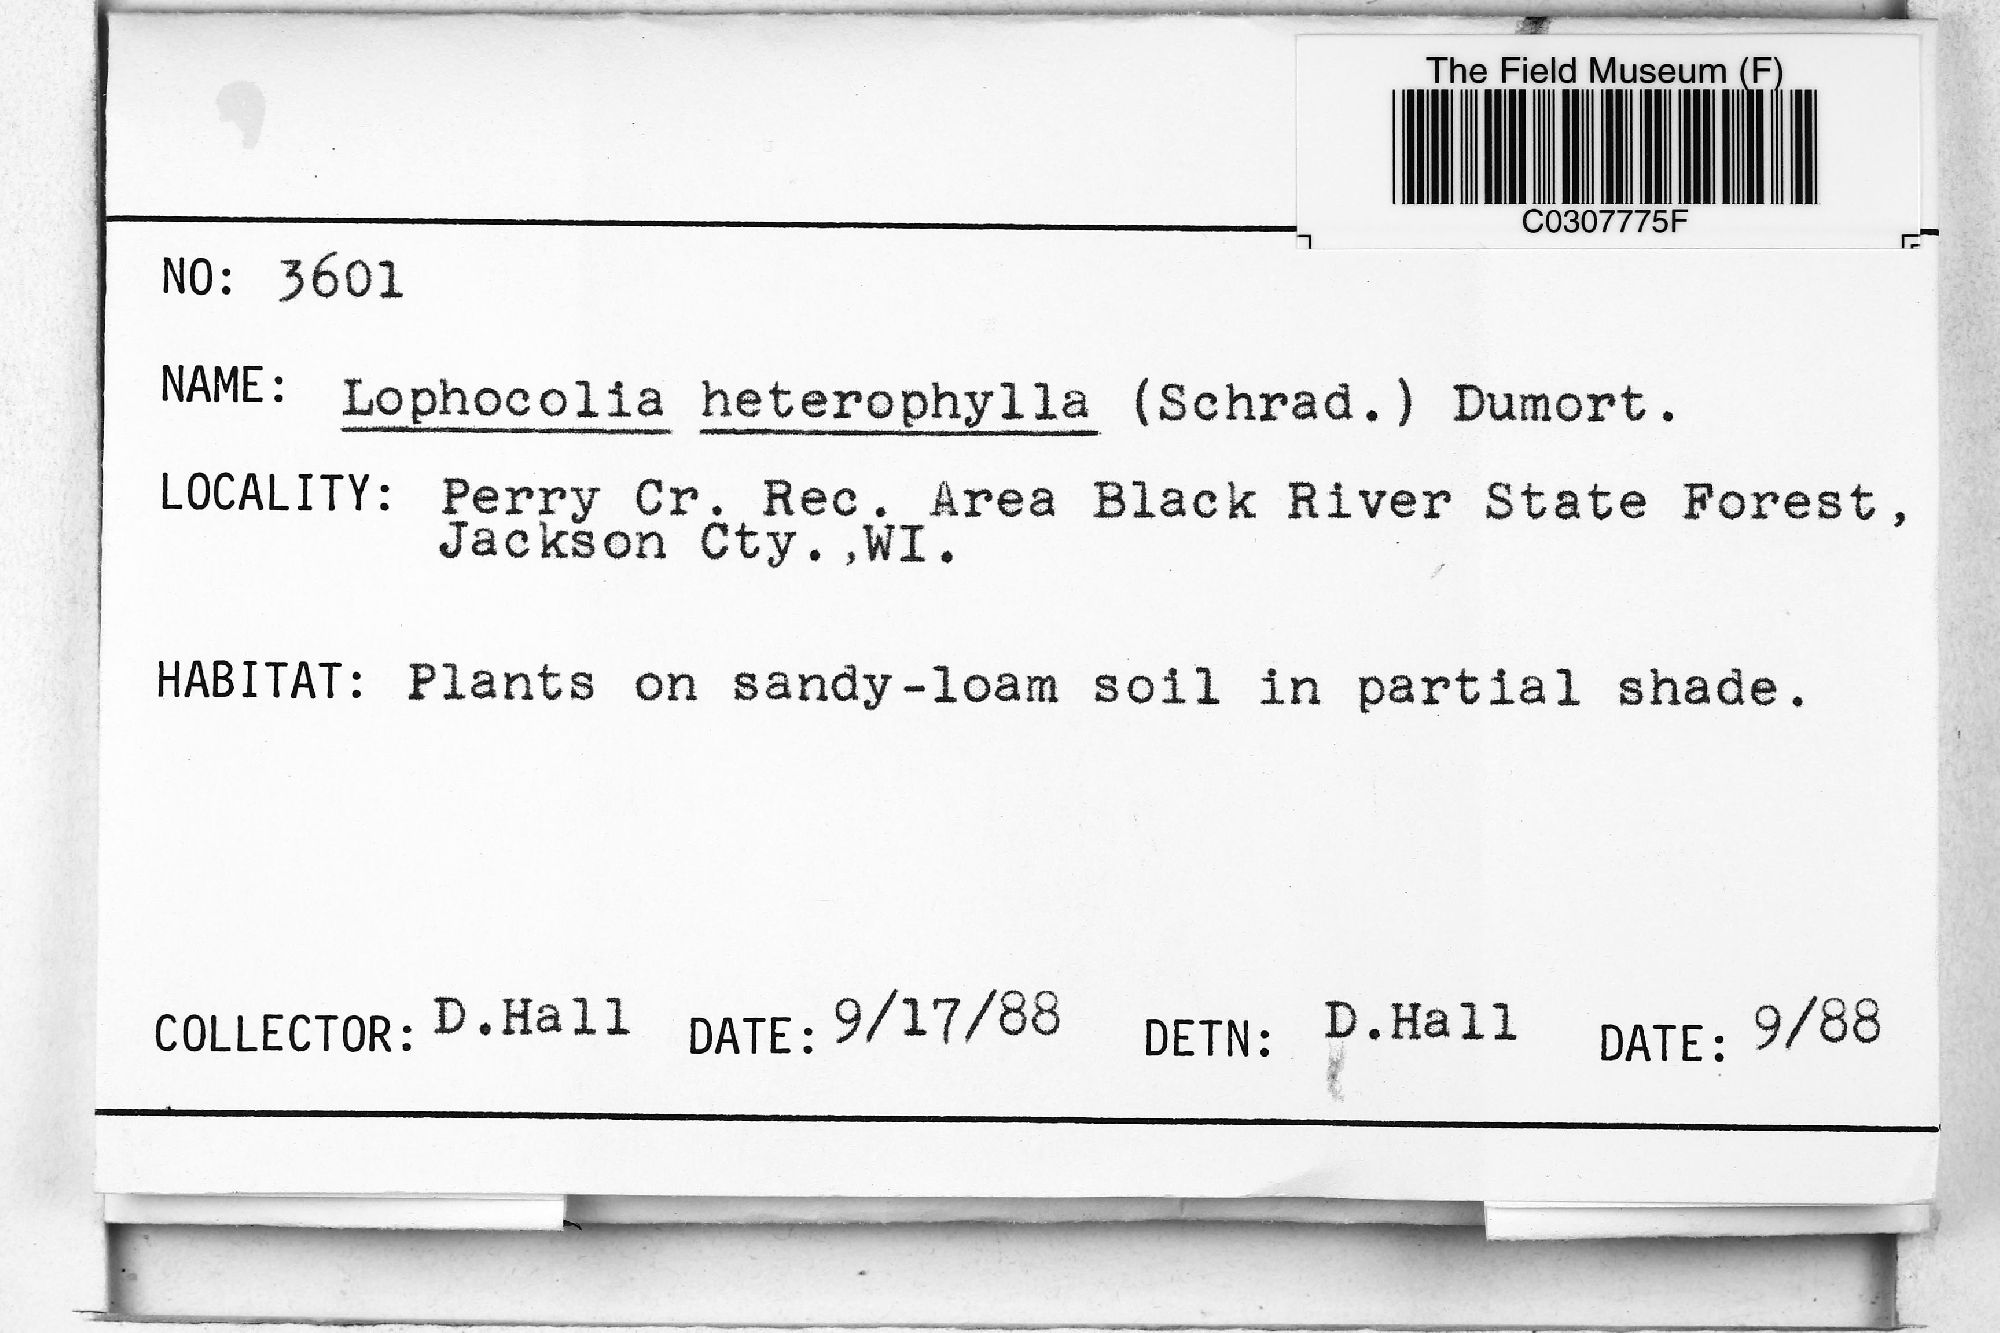 The Field Museum (F)
C0307775F
NO: 3601
NAME: Lophocolia heterophylla (Schrad.) Dumort.
LOCALITY: Perry Cr. Rec. Area Black River State Forest,
Jackson Cty.,WI.
HABITAT: Plants on sandy-loam soil in partial shade.
COLLECTOR: D.Hall DATE: 9/17/88 DETN: D.Hall DATE: 9/88